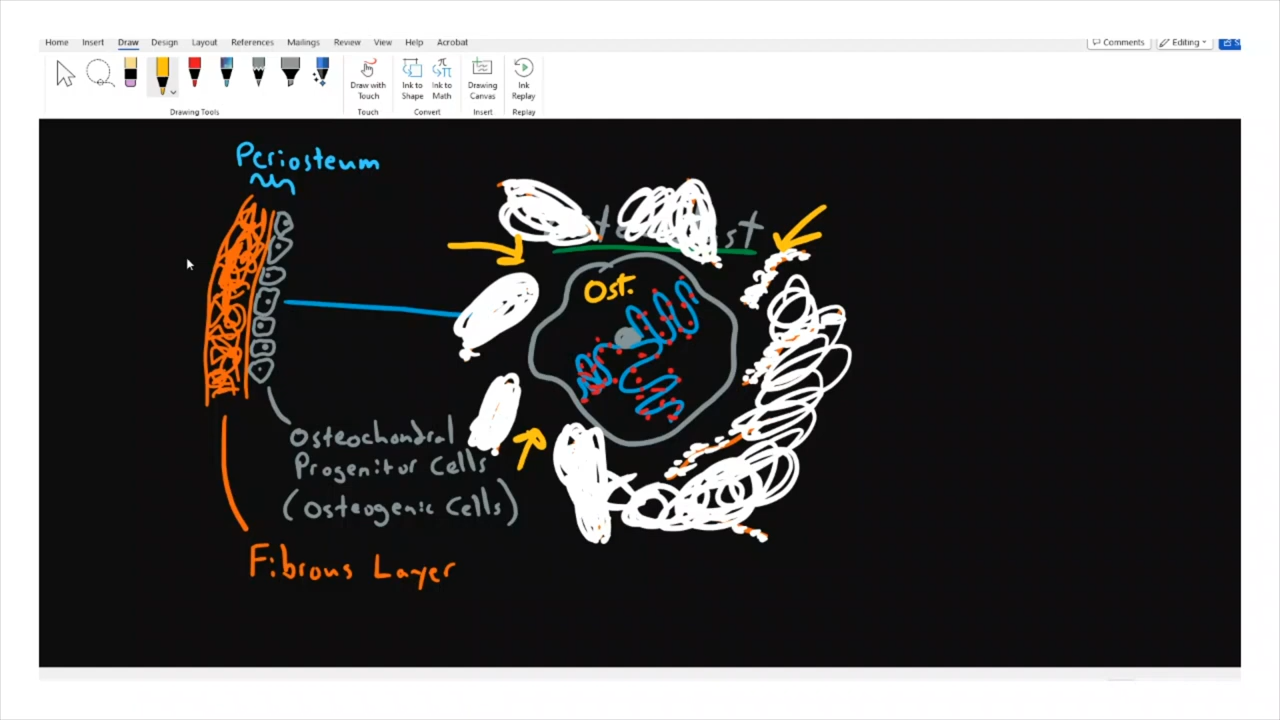 Home Insert Draw Design Layout References Mailings Review View Help Acrobat
Comments Editing
Draw with Touch
Ink to Shape
Ink to Math
Drawing Canvas
Ink Replay
Drawing Tools Touch Convert Insert Replay
Periosteum
Ost.
Osteochondral
Progenitor Cells
(Osteogenic Cells)
Fibrous Layer